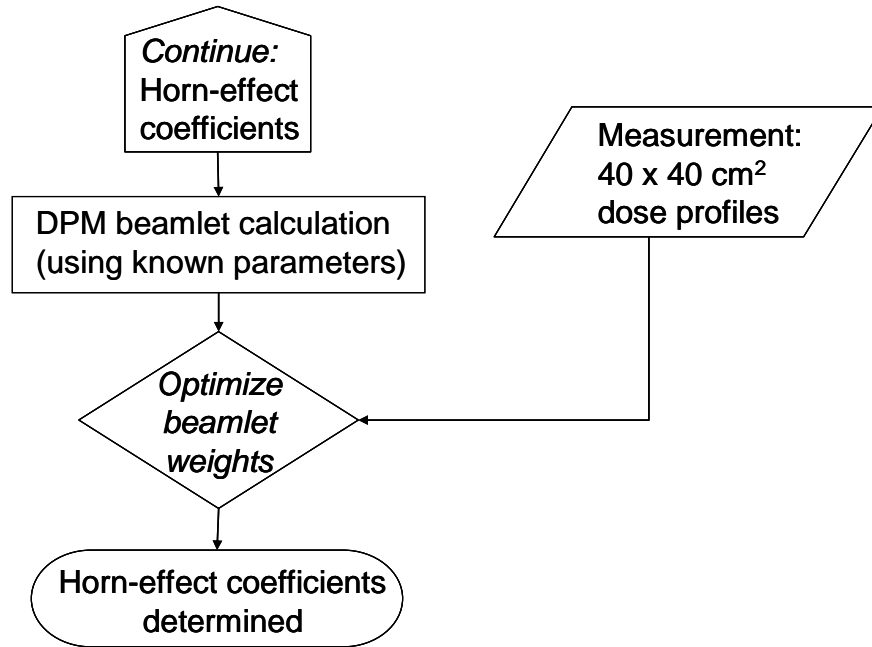 Continue:
Horn-effect
coefficients
DPM beamlet calculation
(using known parameters)
Measurement:
40 x 40 cm²
dose profiles
Optimize
beamlet
weights
Horn-effect coefficients
determined